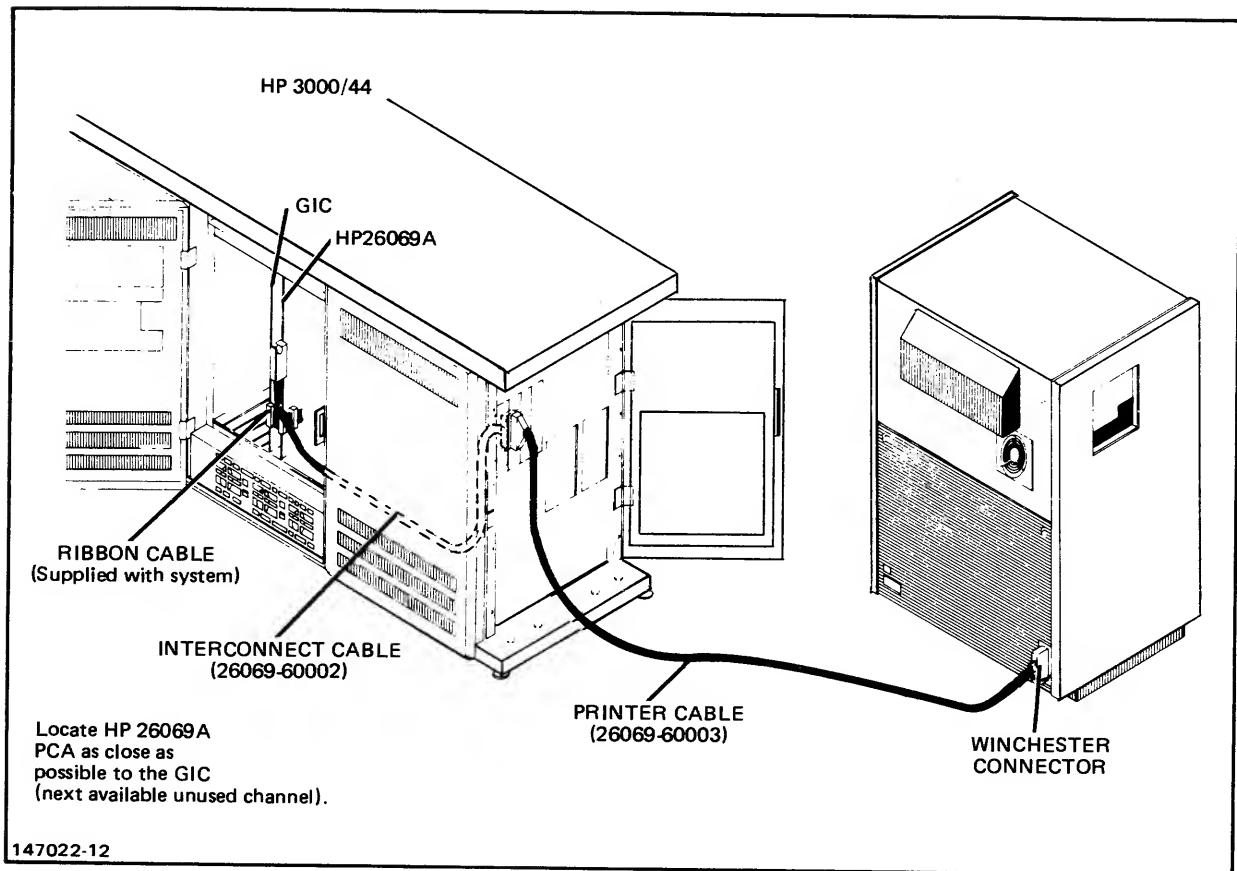 HP 3000/44
GIC
HP26069A
RIBBON CABLE
(Supplied with system)
INTERCONNECT CABLE
(26069-60002)
PRINTER CABLE
(26069-60003)
WINCHESTER
CONNECTOR
Locate HP 26069A
PCA as close as
possible to the GIC
(next available unused channel).
147022-12